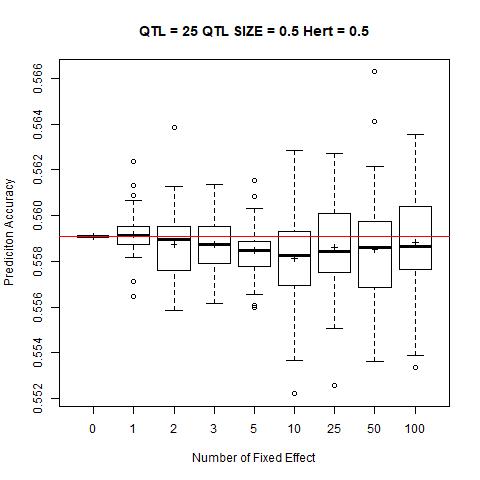 QTL = 25 QTL SIZE = 0.5 Hert = 0.5
Prediciton Accuracy
0.566
0.564
0.562
0.560
0.558
0.556
0.554
0.552
0 1 2 3 5 10 25 50 100
Number of Fixed Effect